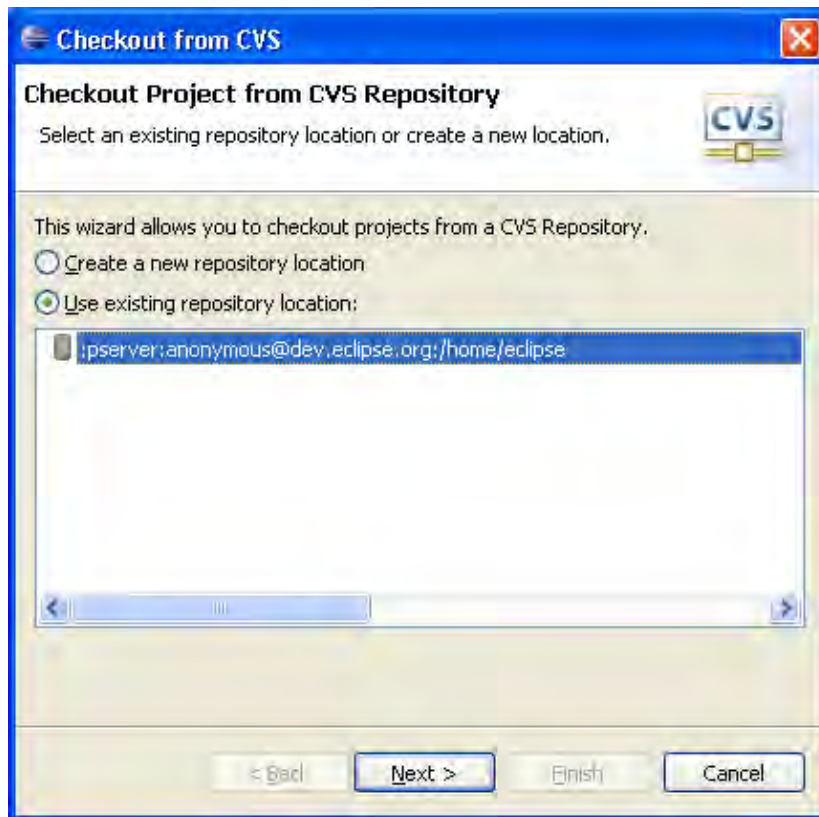 Checkout from CVS
Checkout Project from CVS Repository
Select an existing repository location or create a new location.
CVS
This wizard allows you to checkout projects from a CVS Repository.
Create a new repository location
Use existing repository location:
:pserver:anonymous@dev.eclipse.org:/home/eclipse
< Back Next > Finish Cancel